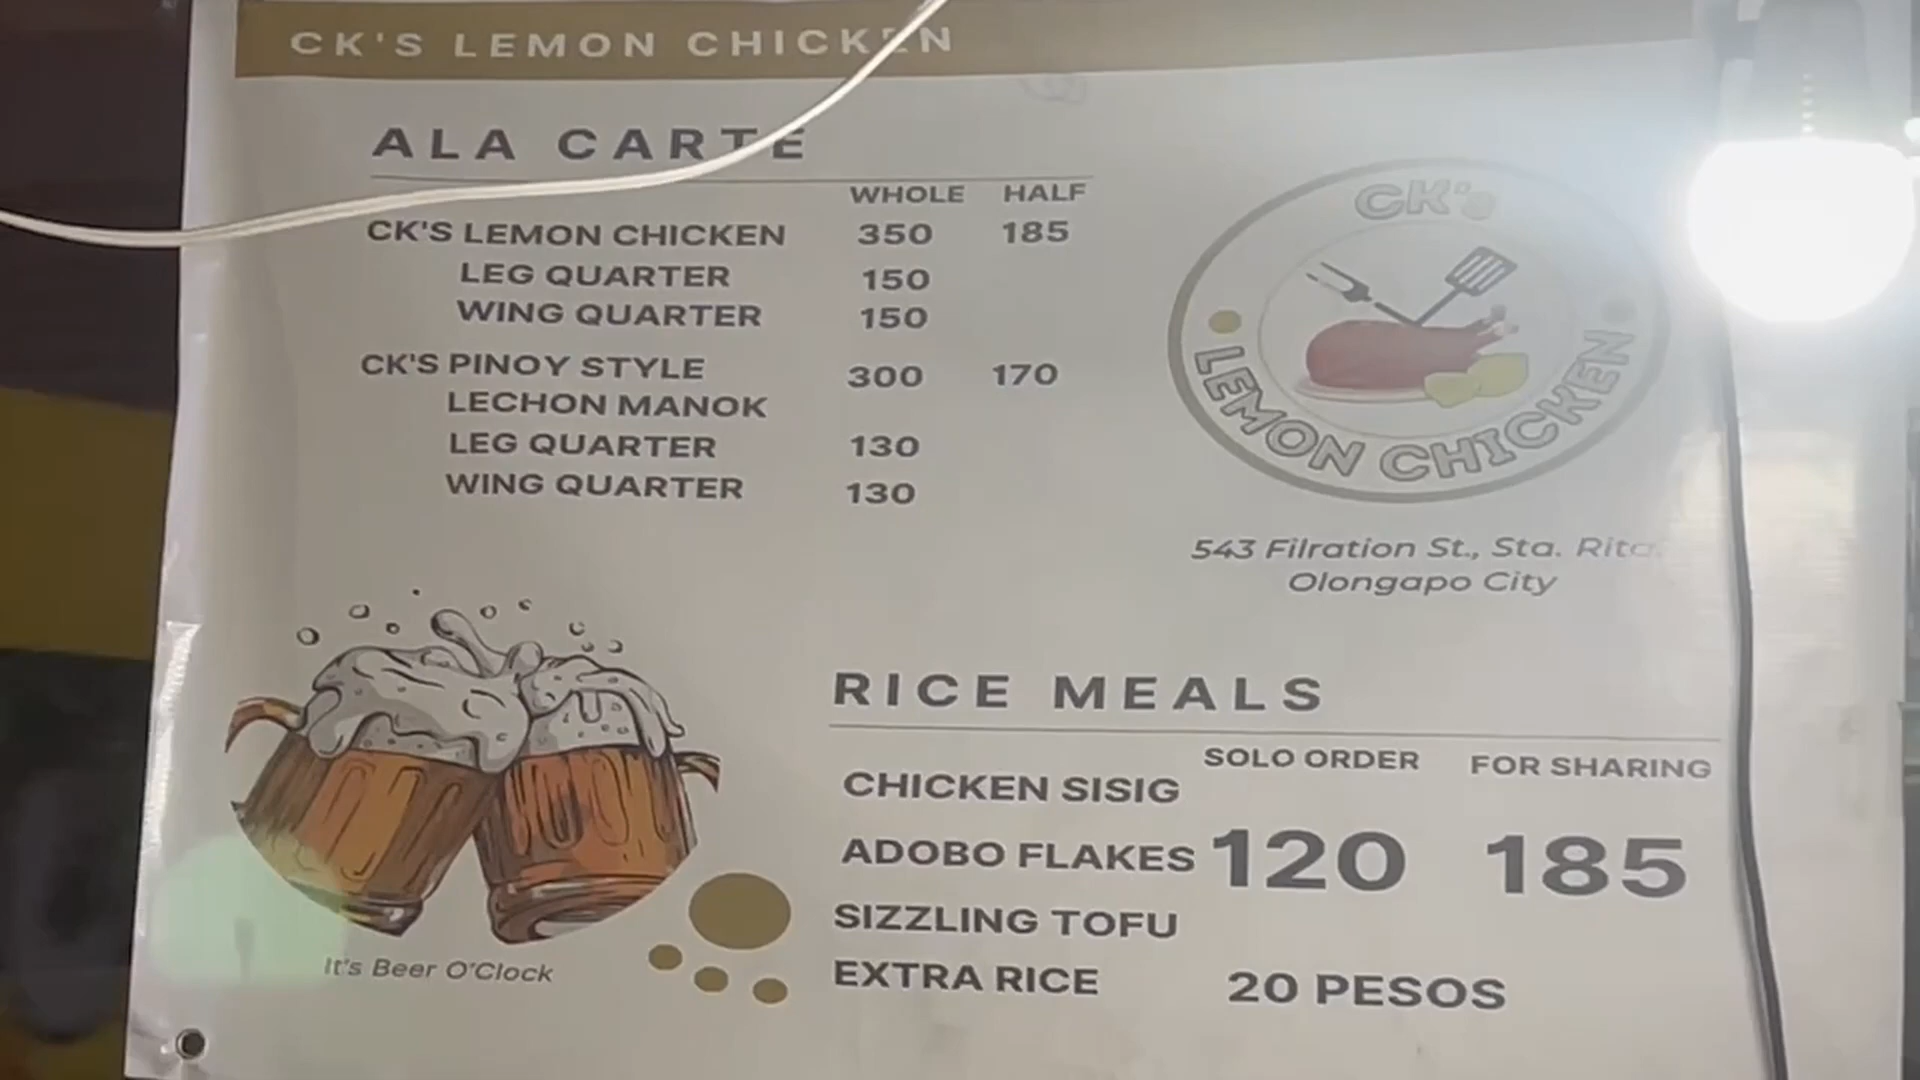 CK'S LEMON CHICKEN
ALA CARTE
WHOLE HALF
CK'S LEMON CHICKEN 350 185
LEG QUARTER 150
WING QUARTER 150
CK'S PINOY STYLE 300 170
LECHON MANOK
LEG QUARTER 130
WING QUARTER 130
CK's
LEMON CHICKEN
543 Filration St., Sta. Rita
Olongapo City
RICE MEALS
SOLO ORDER FOR SHARING
CHICKEN SISIG
ADOBO FLAKES 120 185
SIZZLING TOFU
EXTRA RICE 20 PESOS
It's Beer O'Clock